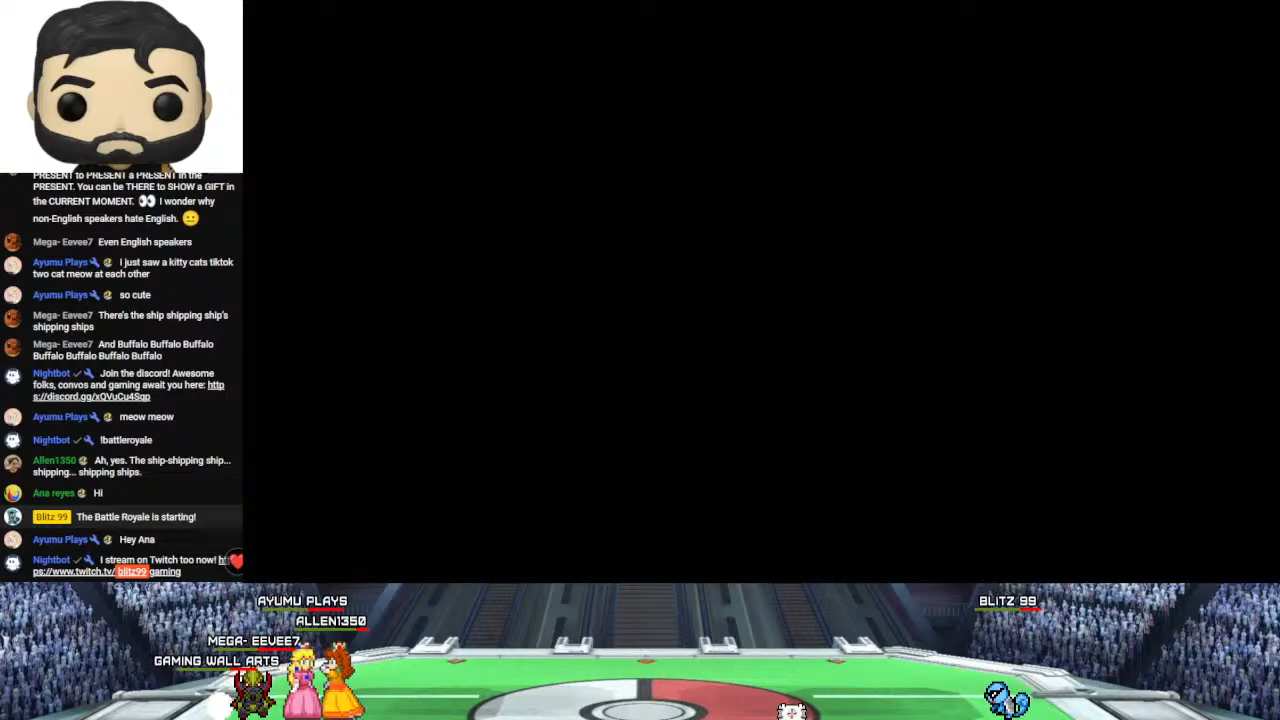 PRESENT to PRESENT a PRESENT in the
PRESENT. You can be THERE to SHOW a GIFT in
the CURRENT MOMENT. 👀 I wonder why
non-English speakers hate English. 😐
Mega- Eevee7 Even English speakers
Ayumu Plays I just saw a kitty cats tiktok
two cat meow at each other
Ayumu Plays so cute
Mega- Eevee7 There's the ship shipping ship's
shipping ships
Mega- Eevee7 And Buffalo Buffalo Buffalo
Buffalo Buffalo Buffalo Buffalo
Nightbot Join the discord! Awesome
folks, convos and gaming await you here: http
s://discord.gg/xQVuCu4Sqp
Ayumu Plays meow meow
Nightbot !battleroyale
Allen1350 Ah, yes. The ship-shipping ship...
shipping... shipping ships.
Ana reyes Hi
Blitz 99 The Battle Royale is starting!
Ayumu Plays Hey Ana
Nightbot I stream on Twitch too now!
ps://www.twitch.tv/blitz99gaming
AYUMU PLAYS
BLITZ 99
ALLEN1350
MEGA- EEVEE7
GAMING WALL ARTS